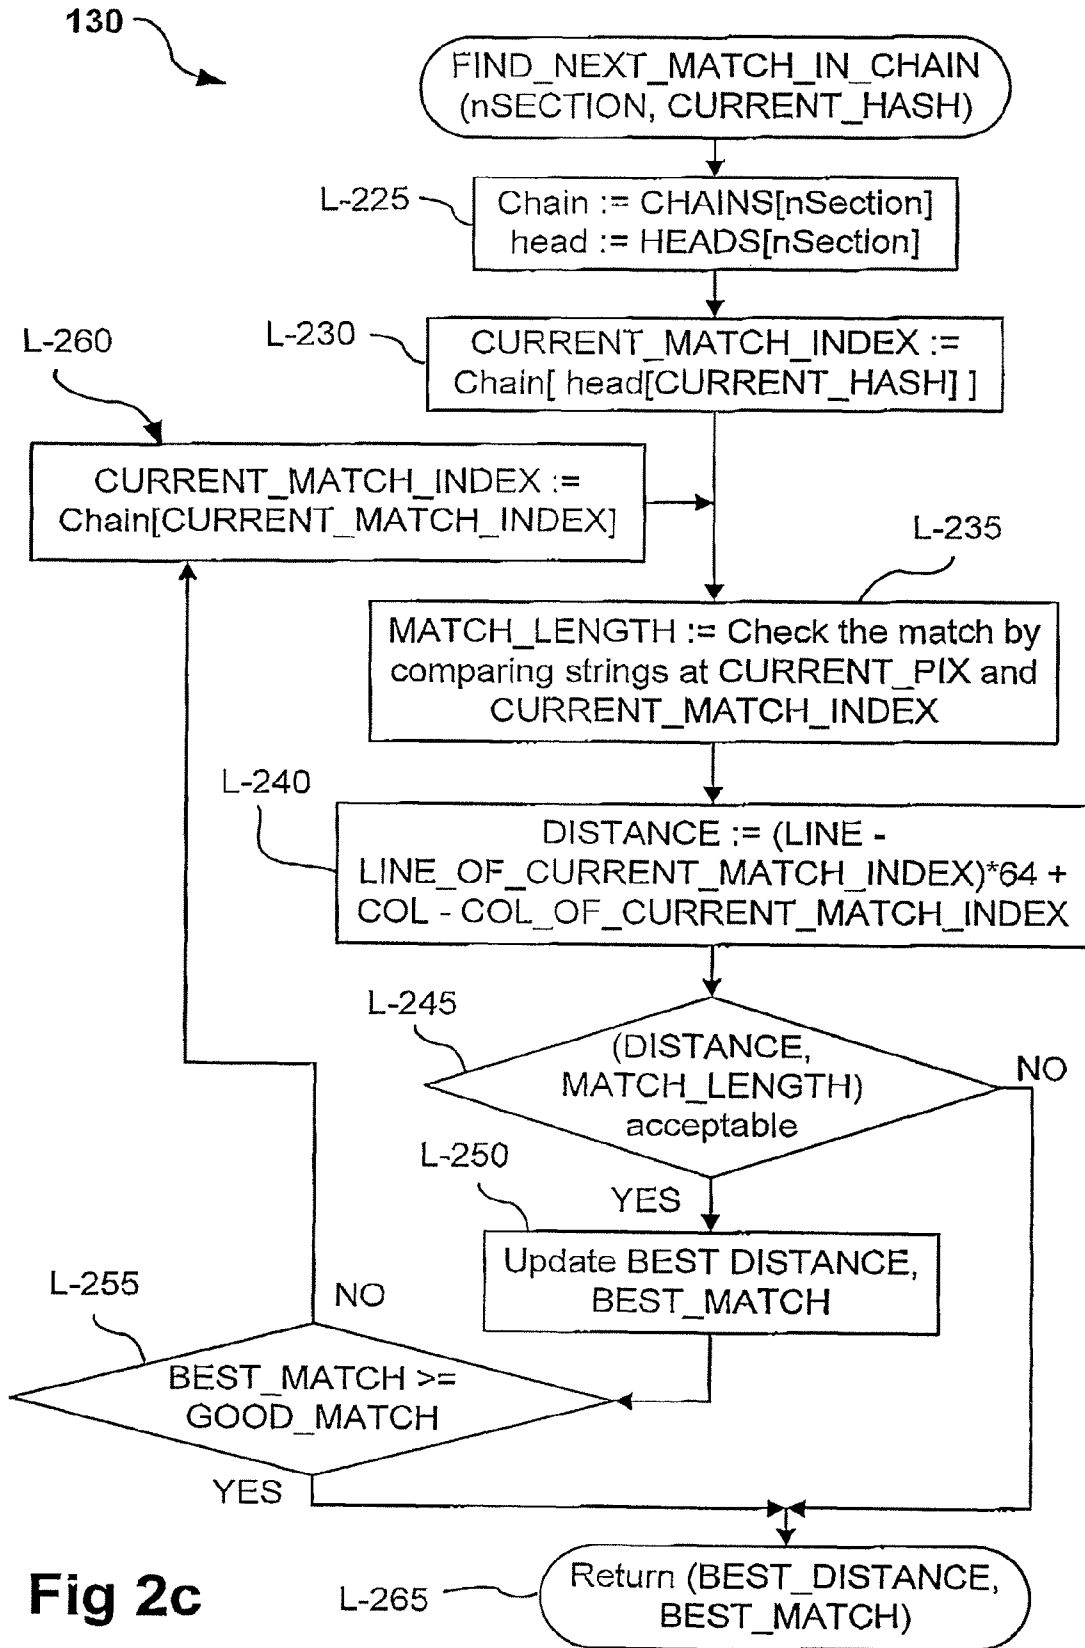 130
FIND_NEXT_MATCH_IN_CHAIN
(nSECTION, CURRENT_HASH)
L-225
Chain := CHAINS[nSection]
head := HEADS[nSection]
L-230
CURRENT_MATCH_INDEX :=
Chain[ head[CURRENT_HASH] ]
L-260
CURRENT_MATCH_INDEX :=
Chain[CURRENT_MATCH_INDEX]
L-235
MATCH_LENGTH := Check the match by
comparing strings at CURRENT_PIX and
CURRENT_MATCH_INDEX
L-240
DISTANCE := (LINE -
LINE_OF_CURRENT_MATCH_INDEX)*64 +
COL - COL_OF_CURRENT_MATCH_INDEX
L-245
(DISTANCE,
MATCH_LENGTH)
acceptable
NO
YES
L-250
Update BEST DISTANCE,
BEST_MATCH
L-255
NO
BEST_MATCH >=
GOOD_MATCH
YES
L-265
Return (BEST_DISTANCE,
BEST_MATCH)
Fig 2c